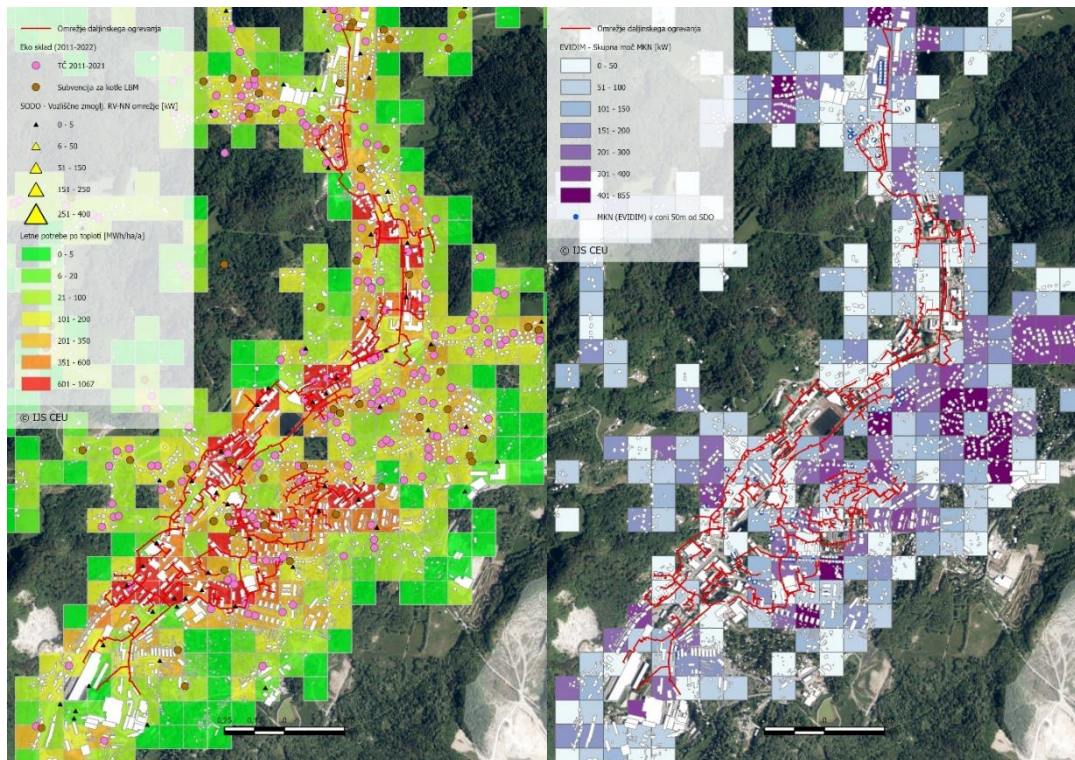 Omrežje daljinskega ogrevanja
Eko sklad (2011-2022)
TČ 2011-2021
Subvencija za kotle LBM
SODO - Vozliščne zmoglj. RV-NN omrežje [kW]
0 - 5
6 - 50
51 - 150
151 - 250
251 - 400
Letne potrebe po toploti [MWh/ha/a]
0 - 5
6 - 20
21 - 100
101 - 200
201 - 350
351 - 600
601 - 1067
© IJS CEU
Omrežje daljinskega ogrevanja
EVIDIM - Skupna moč MKN [kW]
0 - 50
51 - 100
101 - 150
151 - 200
201 - 300
301 - 400
401 - 855
MKN (EVIDIM) v coni 50m od SDO
© IJS CEU